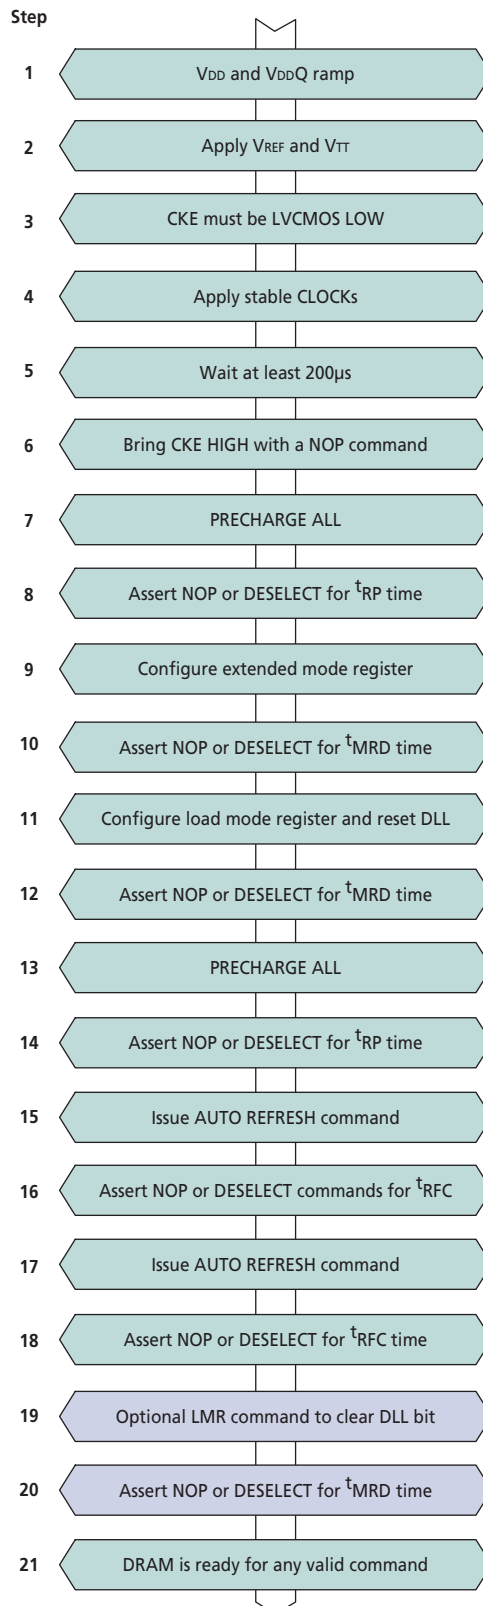 Step
1 VDD and VDDQ ramp
2 Apply VREF and VTT
3 CKE must be LVCMOS LOW
4 Apply stable CLOCKs
5 Wait at least 200µs
6 Bring CKE HIGH with a NOP command
7 PRECHARGE ALL
8 Assert NOP or DESELECT for tRP time
9 Configure extended mode register
10 Assert NOP or DESELECT for tMRD time
11 Configure load mode register and reset DLL
12 Assert NOP or DESELECT for tMRD time
13 PRECHARGE ALL
14 Assert NOP or DESELECT for tRP time
15 Issue AUTO REFRESH command
16 Assert NOP or DESELECT commands for tRFC
17 Issue AUTO REFRESH command
18 Assert NOP or DESELECT for tRFC time
19 Optional LMR command to clear DLL bit
20 Assert NOP or DESELECT for tMRD time
21 DRAM is ready for any valid command